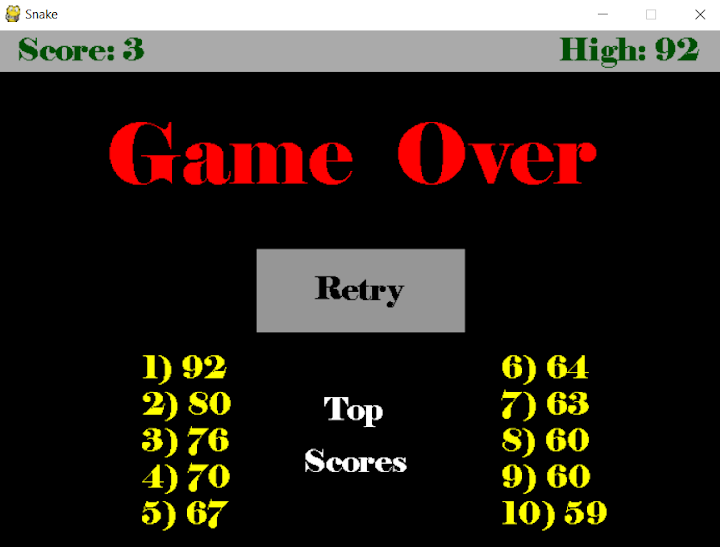 Snake
Score: 3
High: 92
Game Over
Retry
1) 92
2) 80
3) 76
4) 70
5) 67
Top
Scores
6) 64
7) 63
8) 60
9) 60
10) 59